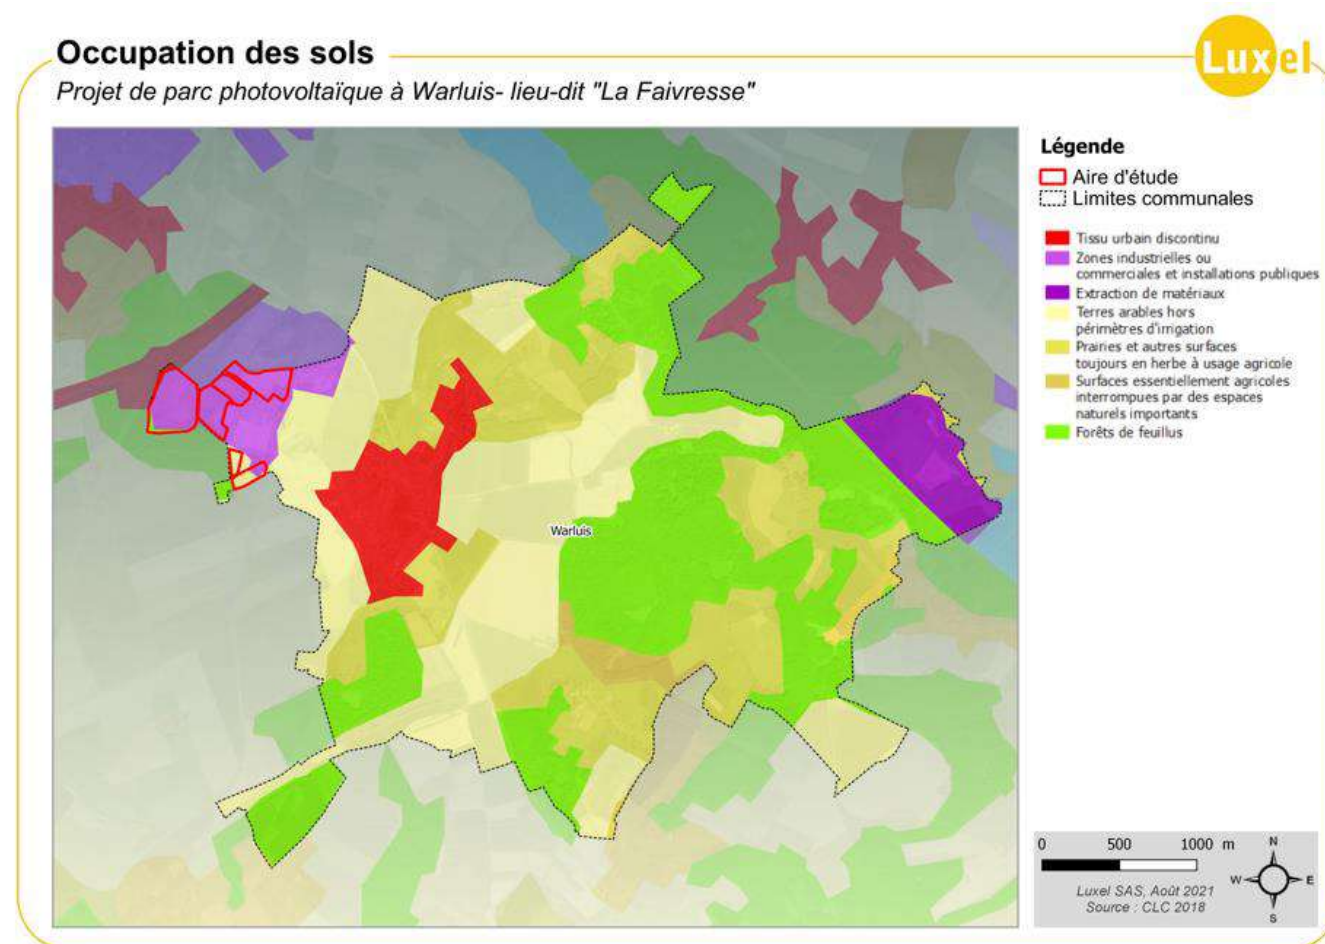 Occupation des sols
Luxel
Projet de parc photovoltaïque à Warluis- lieu-dit "La Faivresse"
Légende
Aire d'étude
Limites communales
Tissu urbain discontinu
Zones industrielles ou
commerciales et installations publiques
Extraction de matériaux
Terres arables hors
périmètres d'irrigation
Prairies et autres surfaces
toujours en herbe à usage agricole
Surfaces essentiellement agricoles
interrompues par des espaces
naturels importants
Forêts de feuillus
Warluis
0 500 1000 m
N
W E
S
Luxel SAS, Août 2021
Source : CLC 2018